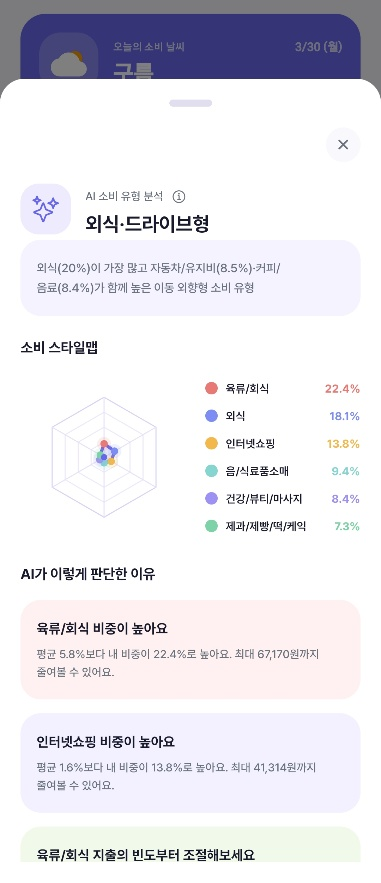 오늘의 소비 날씨
3/30 (월)
구름
AI 소비 유형 분석
외식·드라이브형
외식(20%)이 가장 많고 자동차/유지비(8.5%)·커피/
음료(8.4%)가 함께 높은 이동 외향형 소비 유형
소비 스타일맵
육류/회식 22.4%
외식 18.1%
인터넷쇼핑 13.8%
음/식료품소매 9.4%
건강/뷰티/마사지 8.4%
제과/제빵/떡/케익 7.3%
AI가 이렇게 판단한 이유
육류/회식 비중이 높아요
평균 5.8%보다 내 비중이 22.4%로 높아요. 최대 67,170원까지
줄여볼 수 있어요.
인터넷쇼핑 비중이 높아요
평균 1.6%보다 내 비중이 13.8%로 높아요. 최대 41,314원까지
줄여볼 수 있어요.
육류/회식 지출의 빈도부터 조절해보세요